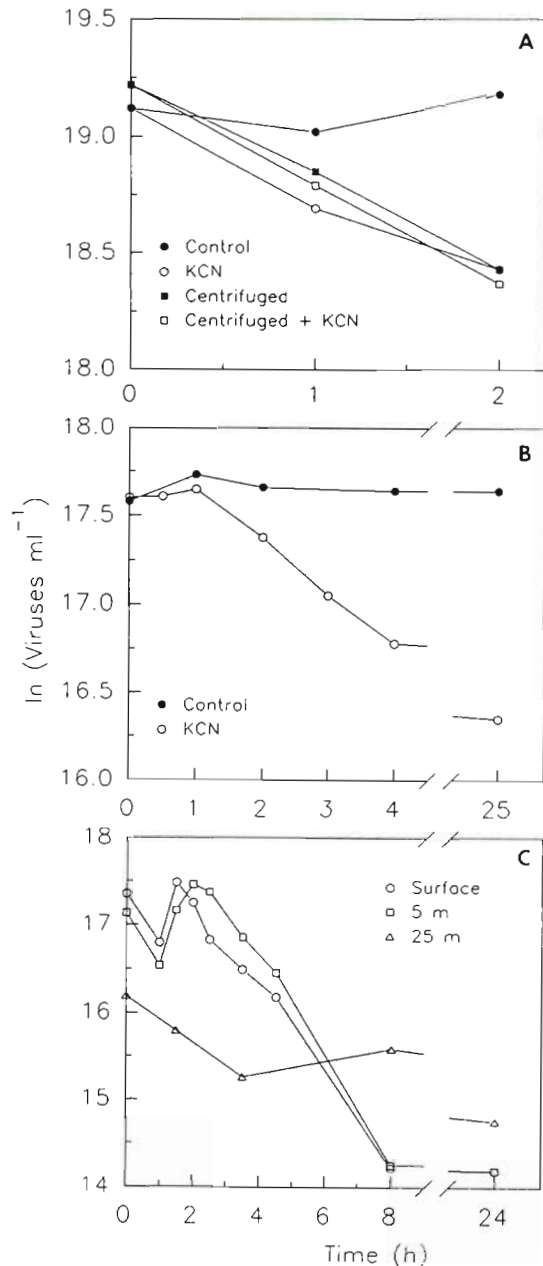 A
19.5
19.0
18.5
18.0
Control
KCN
Centrifuged
Centrifuged + KCN
0
1
2
B
18.0
17.5
17.0
16.5
16.0
Control
KCN
0
1
2
3
4
25
ln (Viruses ml⁻¹)
C
18
17
16
15
14
Surface
5 m
25 m
0
2
4
6
8
24
Time (h)